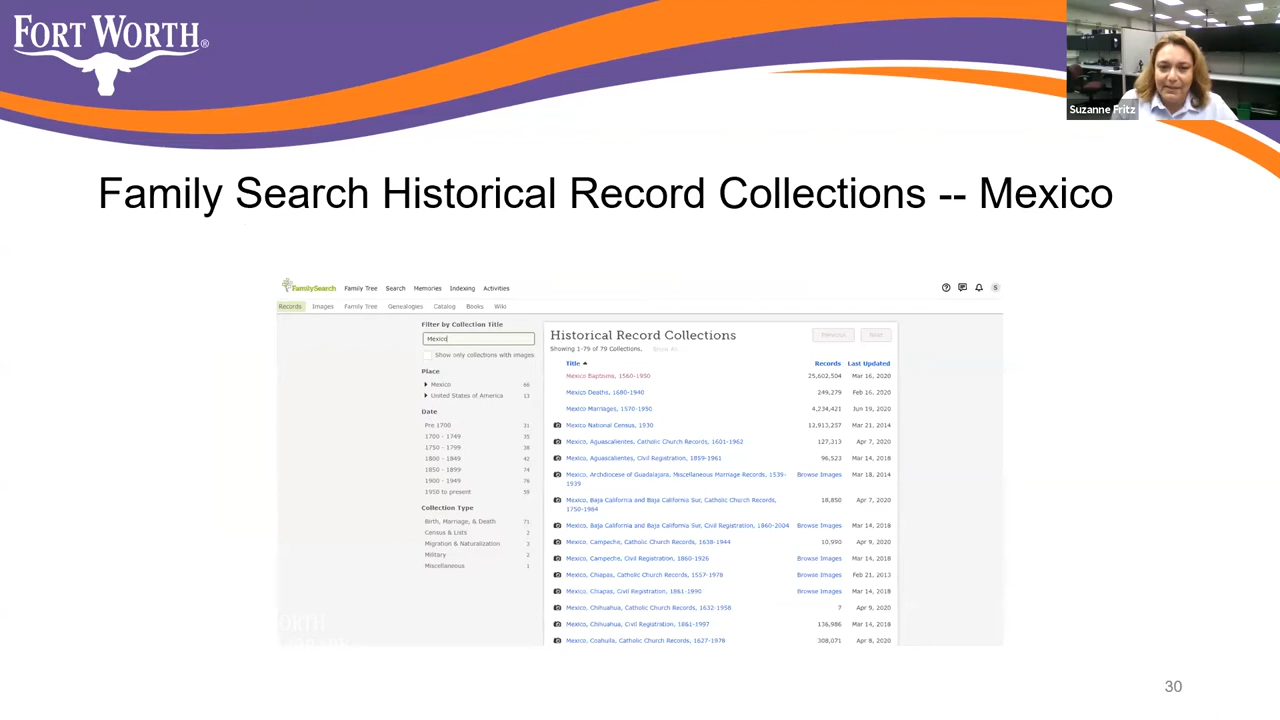 FORT WORTH®
Suzanne Fritz
Family Search Historical Record Collections -- Mexico
FamilySearch Family Tree Search Memories Indexing Activities
S
Records Images Family Tree Genealogies Catalog Books Wiki
Filter by Collection Title
Mexico
Show only collections with images
Place
Mexico 66
United States of America 13
Date
Pre 1700 31
1700 - 1749 35
1750 - 1799 38
1800 - 1849 42
1850 - 1899 74
1900 - 1949 76
1950 to present 59
Collection Type
Birth, Marriage, & Death 71
Census & Lists 2
Migration & Naturalization 3
Military 2
Miscellaneous 1
Historical Record Collections
Previous Next
Showing 1-79 of 79 Collections. Show All
Title Records Last Updated
Mexico Baptisms, 1560-1950 25,602,504 Mar 16, 2020
Mexico Deaths, 1680-1940 249,279 Feb 16, 2020
Mexico Marriages, 1570-1950 4,234,421 Jun 19, 2020
Mexico National Census, 1930 12,913,257 Mar 21, 2014
Mexico, Aguascalientes, Catholic Church Records, 1601-1962 127,313 Apr 7, 2020
Mexico, Aguascalientes, Civil Registration, 1859-1961 96,523 Mar 14, 2018
Mexico, Archdiocese of Guadalajara, Miscellaneous Marriage Records, 1539- Browse Images Mar 18, 2014
1939
Mexico, Baja California and Baja California Sur, Catholic Church Records, 18,850 Apr 7, 2020
1750-1984
Mexico, Baja California and Baja California Sur, Civil Registration, 1860-2004 Browse Images Mar 14, 2018
Mexico, Campeche, Catholic Church Records, 1638-1944 10,990 Apr 9, 2020
Mexico, Campeche, Civil Registration, 1860-1926 Browse Images Mar 14, 2018
Mexico, Chiapas, Catholic Church Records, 1557-1978 Browse Images Feb 21, 2013
Mexico, Chiapas, Civil Registration, 1861-1990 Browse Images Mar 14, 2018
Mexico, Chihuahua, Catholic Church Records, 1632-1958 7 Apr 9, 2020
Mexico, Chihuahua, Civil Registration, 1861-1997 136,986 Mar 14, 2018
Mexico, Coahuila, Catholic Church Records, 1627-1978 308,071 Apr 8, 2020
30